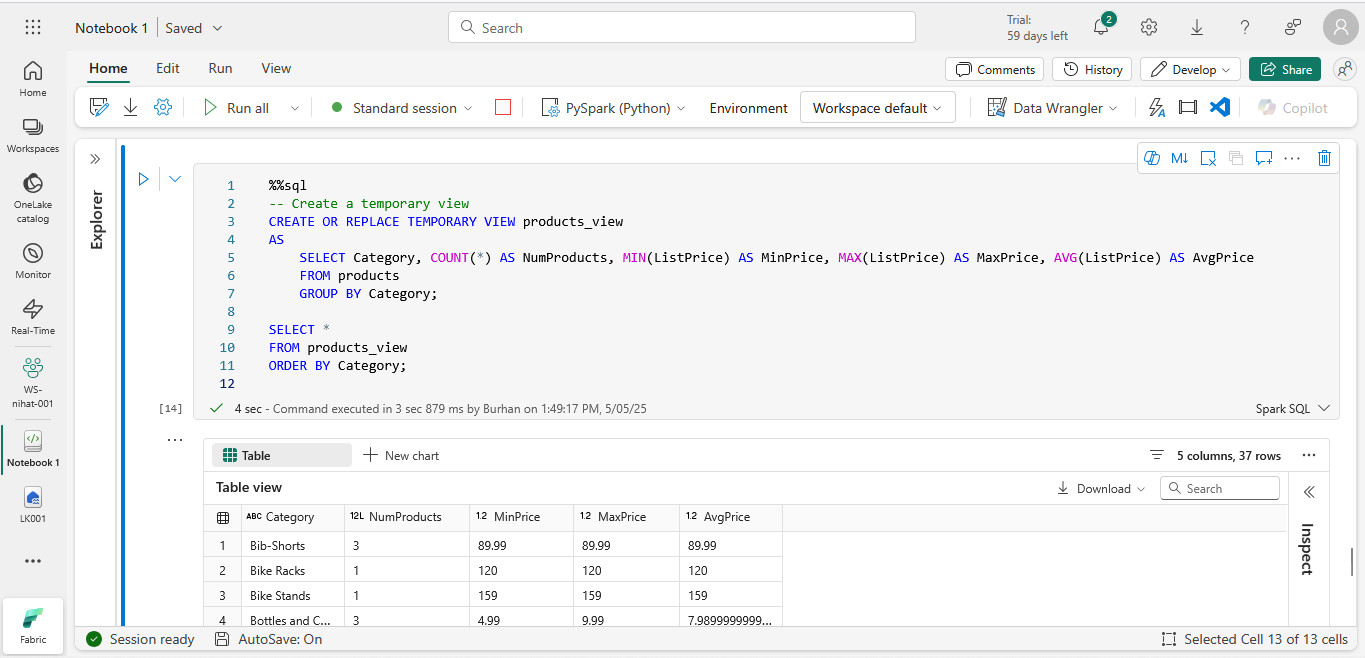 Notebook 1 | Saved
Search
Trial:
59 days left
2
Home Edit Run View
Comments History Develop Share
Run all Standard session PySpark (Python) Environment Workspace default Data Wrangler Copilot
Home
Workspaces
OneLake
catalog
Monitor
Real-Time
WS-
nihat-001
Notebook 1
LK001
Fabric
Explorer
M↓
1 %%sql
2 -- Create a temporary view
3 CREATE OR REPLACE TEMPORARY VIEW products_view
4 AS
5 SELECT Category, COUNT(*) AS NumProducts, MIN(ListPrice) AS MinPrice, MAX(ListPrice) AS MaxPrice, AVG(ListPrice) AS AvgPrice
6 FROM products
7 GROUP BY Category;
8
9 SELECT *
10 FROM products_view
11 ORDER BY Category;
12
[14] 4 sec - Command executed in 3 sec 879 ms by Burhan on 1:49:17 PM, 5/05/25 Spark SQL
Table New chart 5 columns, 37 rows
Table view Download Search
ABC Category 12L NumProducts 1.2 MinPrice 1.2 MaxPrice 1.2 AvgPrice
1 Bib-Shorts 3 89.99 89.99 89.99
2 Bike Racks 1 120 120 120
3 Bike Stands 1 159 159 159
4 Bottles and C... 3 4.99 9.99 7.9899999999...
Inspect
Session ready AutoSave: On Selected Cell 13 of 13 cells